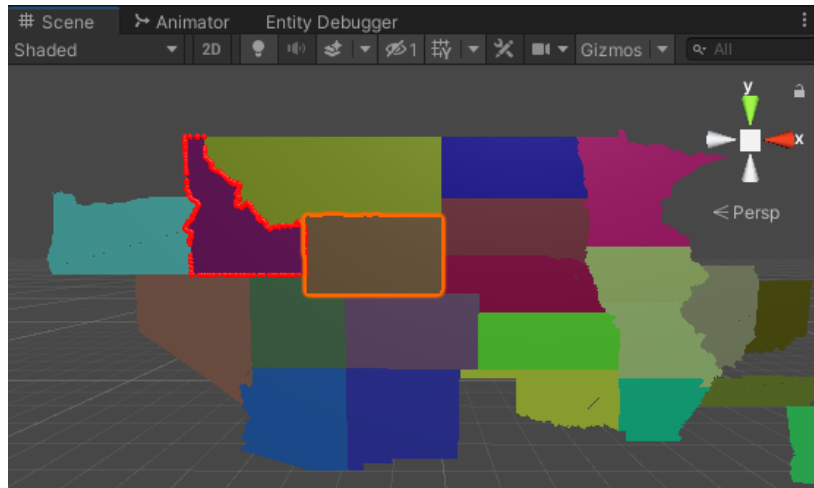 # Scene Animator Entity Debugger
Shaded 2D 1 Gizmos All
y
x
< Persp